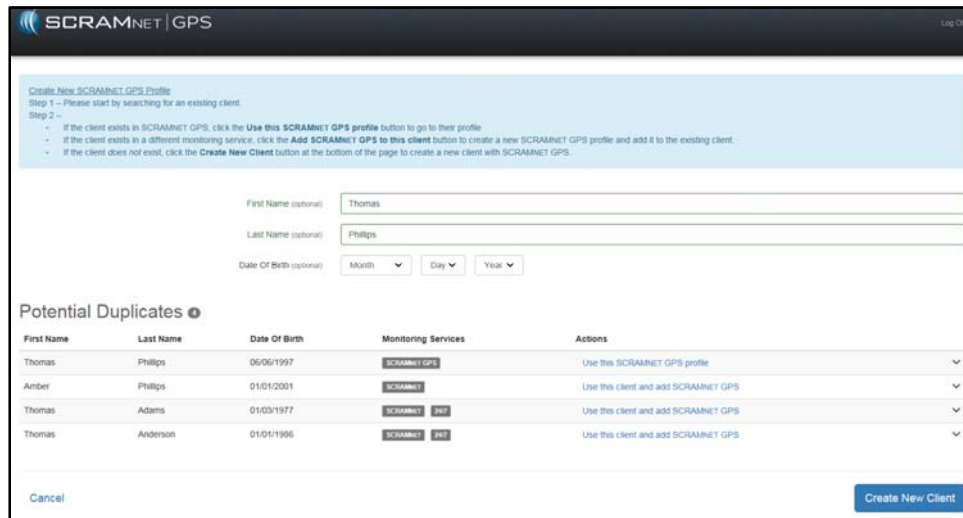 SCRAMNET | GPS
Create New SCRAMNET GPS Profile
Step 1 – Please start by searching for an existing client.
Step 2 –
- If the client exists in SCRAMNET GPS, click the Use this SCRAMNET GPS profile button to go to their profile
- If the client exists in a different monitoring service, click the Add SCRAMNET GPS to this client button to create a new SCRAMNET GPS profile and add it to the existing client
- If the client does not exist, click the Create New Client button at the bottom of the page to create a new client with SCRAMNET GPS.
First Name (optional) Thomas
Last Name (optional) Phillips
Date Of Birth (optional) Month Day Year
Potential Duplicates 4
First Name Last Name Date Of Birth Monitoring Services Actions
Thomas Phillips 06/06/1997 SCRAMNET GPS Use this SCRAMNET GPS profile
Amber Phillips 01/01/2001 SCRAMNET Use this client and add SCRAMNET GPS
Thomas Adams 01/03/1977 SCRAMNET 24/7 Use this client and add SCRAMNET GPS
Thomas Anderson 01/01/1986 SCRAMNET 24/7 Use this client and add SCRAMNET GPS
Cancel Create New Client